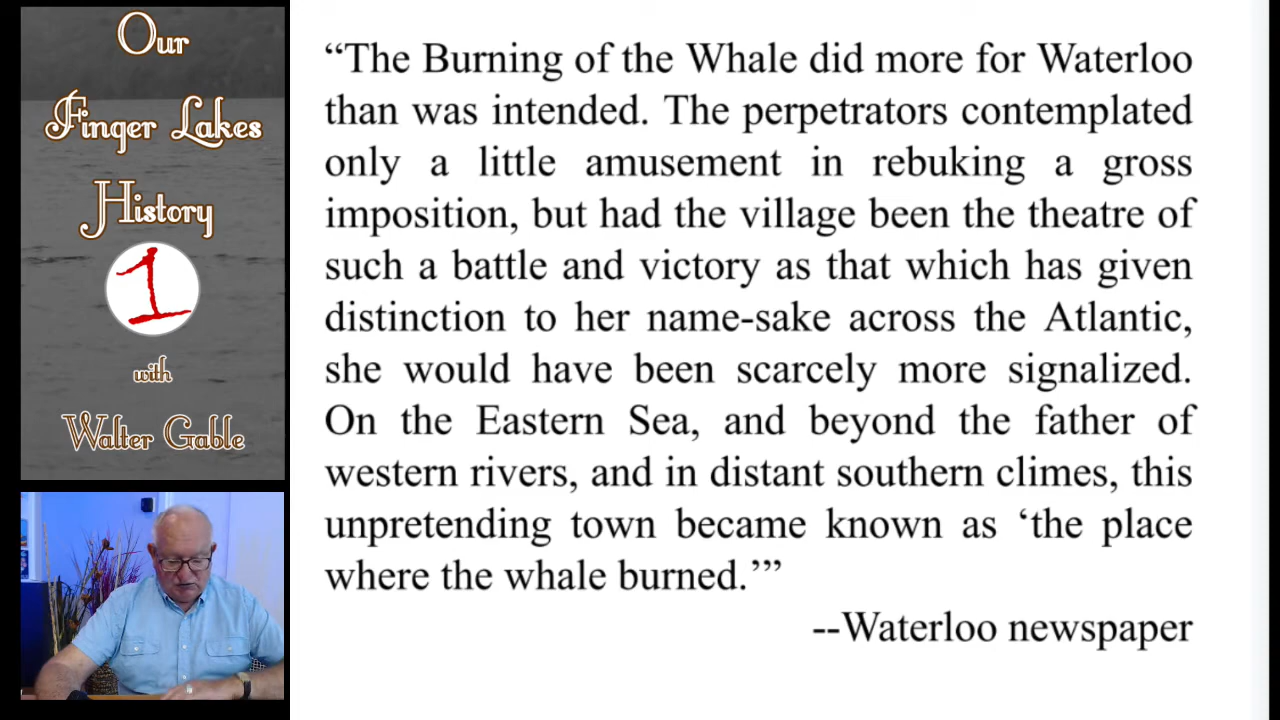 Our
Finger Lakes
History
1
with
Walter Gable
“The Burning of the Whale did more for Waterloo
than was intended. The perpetrators contemplated
only a little amusement in rebuking a gross
imposition, but had the village been the theatre of
such a battle and victory as that which has given
distinction to her name-sake across the Atlantic,
she would have been scarcely more signalized.
On the Eastern Sea, and beyond the father of
western rivers, and in distant southern climes, this
unpretending town became known as ‘the place
where the whale burned.’”
--Waterloo newspaper